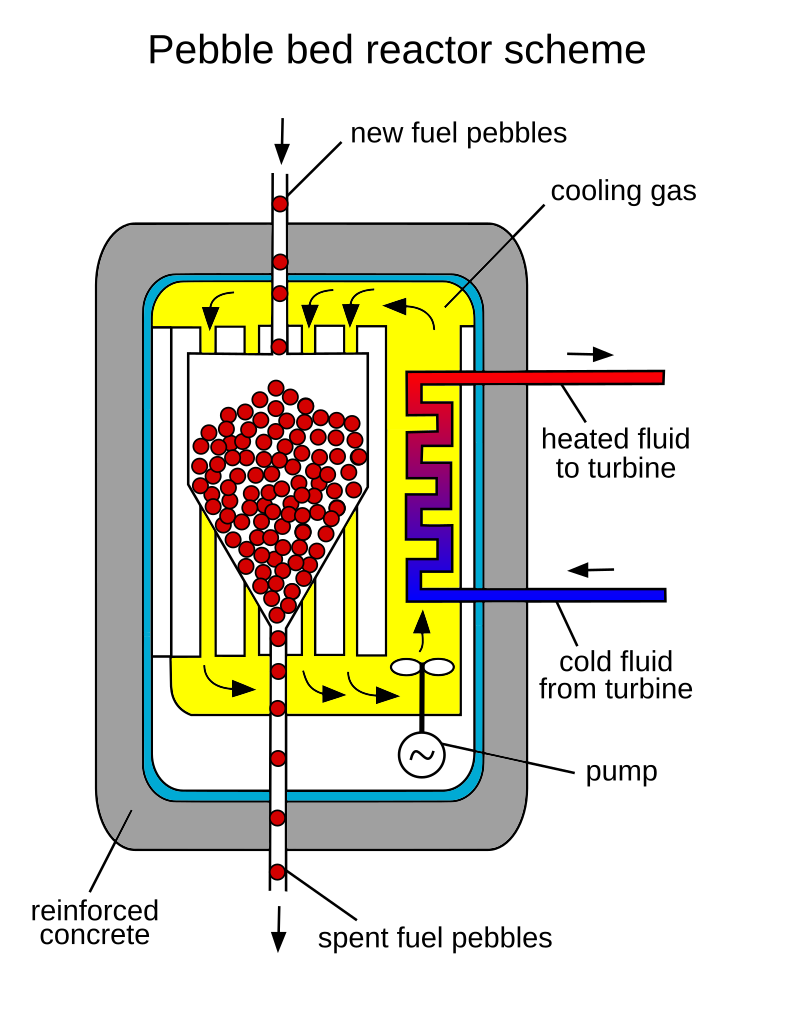 Pebble bed reactor scheme
new fuel pebbles
cooling gas
heated fluid
to turbine
cold fluid
from turbine
pump
reinforced
concrete
spent fuel pebbles